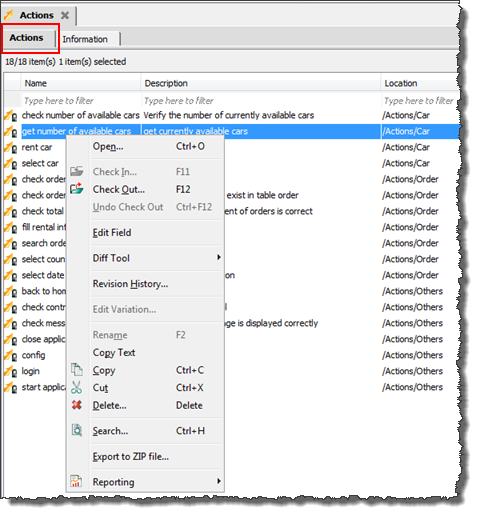 Actions
Actions Information
18/18 item(s) 1 item(s) selected
Name Description Location
Type here to filter Type here to filter Type here to filter
check number of available cars Verify the number of currently available cars /Actions/Car
get number of available cars get currently available cars /Actions/Car
rent car /Actions/Car
select car /Actions/Car
check order /Actions/Order
check order exist in table order /Actions/Order
check total ent of orders is correct /Actions/Order
fill rental inf /Actions/Order
search orde /Actions/Order
select coun /Actions/Order
select date on /Actions/Order
back to hom /Actions/Others
check contr l /Actions/Others
check mess ge is displayed correctly /Actions/Others
close applic /Actions/Others
config /Actions/Others
login /Actions/Others
start applica /Actions/Others
Open... Ctrl+O
Check In... F11
Check Out... F12
Undo Check Out Ctrl+F12
Edit Field
Diff Tool
Revision History...
Edit Variation...
Rename F2
Copy Text
Copy Ctrl+C
Cut Ctrl+X
Delete... Delete
Search... Ctrl+H
Export to ZIP file...
Reporting